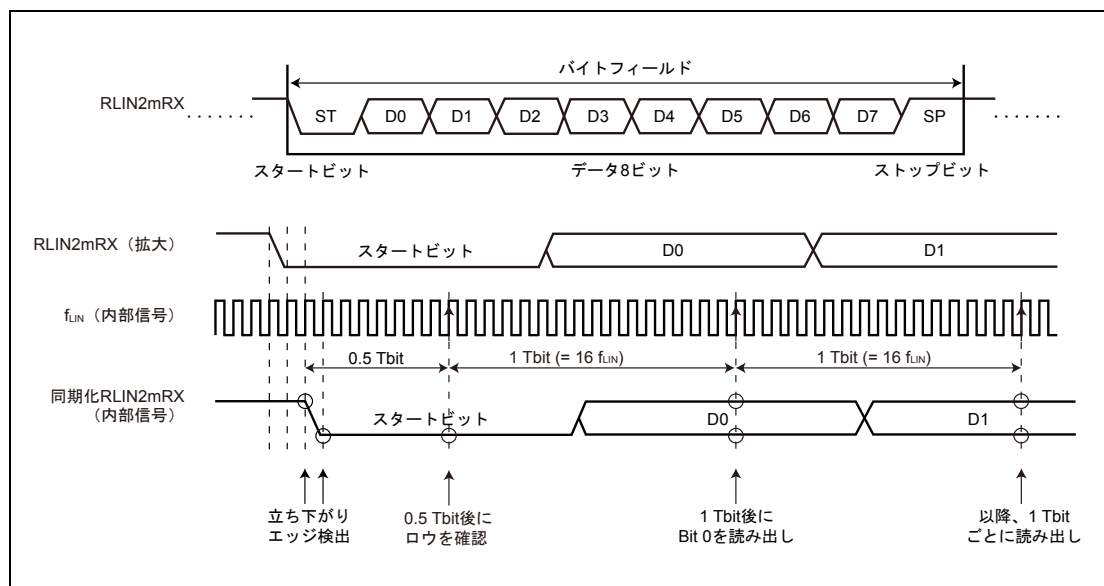 バイトフィールド
RLIN2mRX
ST D0 D1 D2 D3 D4 D5 D6 D7 SP
スタートビット データ8ビット ストップビット
RLIN2mRX（拡大）
スタートビット D0 D1
fLIN（内部信号）
0.5 Tbit 1 Tbit (= 16 fLIN) 1 Tbit (= 16 fLIN)
同期化RLIN2mRX
（内部信号）
スタートビット D0 D1
立ち下がり
エッジ検出
0.5 Tbit後に
ロウを確認
1 Tbit後に
Bit 0を読み出し
以降、1 Tbit
ごとに読み出し